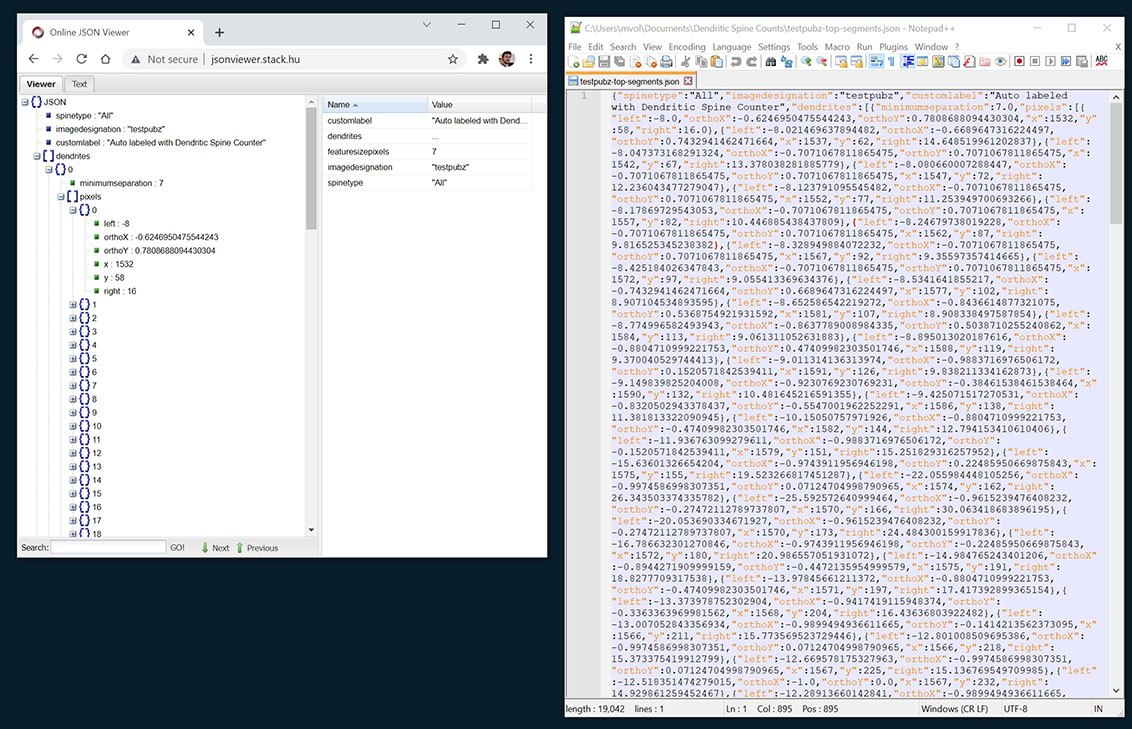 Online JSON Viewer
Not secure | jsonviewer.stack.hu
Viewer Text
JSON
spinetype : "All"
imagedesignation : "testpubz"
customlabel : "Auto labeled with Dendritic Spine Counter"
dendrites
0
minimumseparation : 7
pixels
0
left : -8
orthoX : -0.6246950475544243
orthoY : 0.7808688094430304
x : 1532
y : 58
right : 16
1
2
3
4
5
6
7
8
9
10
11
12
13
14
15
16
17
18
Search: GO! Next Previous
Name Value
customlabel "Auto labeled with Dend...
dendrites ...
featuresizepixels 7
imagedesignation "testpubz"
spinetype "All"
C:\Users\mvol\Documents\Dendritic Spine Counts\testpubz-top-segments.json - Notepad++
File Edit Search View Encoding Language Settings Tools Macro Run Plugins Window ? X
testpubz-top-segments.json
1 {"spinetype":"All","imagedesignation":"testpubz","customlabel":"Auto labeled
with Dendritic Spine Counter","dendrites":[{"minimumseparation":7.0,"pixels":[{
"left":-8.0,"orthoX":-0.6246950475544243,"orthoY":0.7808688094430304,"x":1532,"y":
58,"right":16.0},{"left":-8.021469637894482,"orthoX":-0.6689647316224497,
"orthoY":0.7432941462471664,"x":1537,"y":62,"right":14.648519961202837},{"left":
-8.047373168291324,"orthoX":-0.7071067811865475,"orthoY":0.7071067811865475,"x":
1542,"y":67,"right":13.378038281885779},{"left":-8.080660007288447,"orthoX":
-0.7071067811865475,"orthoY":0.7071067811865475,"x":1547,"y":72,"right":
12.236043477279047},{"left":-8.123791095545482,"orthoX":-0.7071067811865475,
"orthoY":0.7071067811865475,"x":1552,"y":77,"right":11.253949700693266},{"left":
-8.17869729543053,"orthoX":-0.7071067811865475,"orthoY":0.7071067811865475,"x":
1557,"y":82,"right":10.446885438437809},{"left":-8.24679738019228,"orthoX":
-0.7071067811865475,"orthoY":0.7071067811865475,"x":1562,"y":87,"right":
9.816525345238382},{"left":-8.328949884072232,"orthoX":-0.7071067811865475,
"orthoY":0.7071067811865475,"x":1567,"y":92,"right":9.35597357414665},{"left":
-8.425184026347843,"orthoX":-0.7071067811865475,"orthoY":0.7071067811865475,"x":
1572,"y":97,"right":9.055413369634376},{"left":-8.5341641855217,"orthoX":
-0.7432941462471664,"orthoY":0.6689647316224497,"x":1577,"y":102,"right":
8.907104534893595},{"left":-8.652586542219272,"orthoX":-0.8436614877321075,
"orthoY":0.5368754921931592,"x":1581,"y":107,"right":8.908338497587854},{"left":
-8.774996582493943,"orthoX":-0.8637789008984335,"orthoY":0.5038710255240862,"x":
1584,"y":113,"right":9.061311052631883},{"left":-8.895013020187616,"orthoX":
-0.8804710999221753,"orthoY":0.47409982303501746,"x":1588,"y":119,"right":
9.370040529744413},{"left":-9.011314136313974,"orthoX":-0.9883716976506172,
"orthoY":0.1520571842539411,"x":1591,"y":126,"right":9.838211334162873},{"left":
-9.149839825204008,"orthoX":-0.9230769230769231,"orthoY":-0.38461538461538464,"x"
:1590,"y":132,"right":10.481645216591355},{"left":-9.425071517270531,"orthoX":
-0.8320502943378437,"orthoY":-0.5547001962252291,"x":1586,"y":138,"right":
11.381813322090945},{"left":-10.15050757971926,"orthoX":-0.8804710999221753,
"orthoY":-0.47409982303501746,"x":1582,"y":144,"right":12.794153410610406},{
"left":-11.936763099279611,"orthoX":-0.9883716976506172,"orthoY":
-0.1520571842539411,"x":1579,"y":151,"right":15.251829316257952},{"left":
-15.63601326654204,"orthoX":-0.9743911956946198,"orthoY":0.22485950669875843,"x":
1575,"y":155,"right":19.523266817451287},{"left":-22.055984448105256,"orthoX":
-0.9974586998307351,"orthoY":0.07124704998790965,"x":1574,"y":162,"right":
26.343503374335782},{"left":-25.592572640999464,"orthoX":-0.9615239476408232,
"orthoY":-0.27472112789737807,"x":1570,"y":166,"right":30.063418683896195},{
"left":-20.053690334671927,"orthoX":-0.9615239476408232,"orthoY":
-0.27472112789737807,"x":1570,"y":173,"right":24.484300159917836},{"left":
-16.786632301270846,"orthoX":-0.9743911956946198,"orthoY":-0.22485950669875843,
"x":1572,"y":180,"right":20.986557051931072},{"left":-14.984765243401206,"orthoX"
:-0.8944271909999159,"orthoY":-0.4472135954999579,"x":1575,"y":191,"right":
18.8277709317538},{"left":-13.97845661211372,"orthoX":-0.8804710999221753,
"orthoY":-0.47409982303501746,"x":1571,"y":197,"right":17.417392899365154},{
"left":-13.373978752302904,"orthoX":-0.9417419115948374,"orthoY":
-0.3363363969981562,"x":1568,"y":204,"right":16.43636803922482},{"left":
-13.007052843356934,"orthoX":-0.9899494936611665,"orthoY":-0.1414213562373095,"x"
:1566,"y":211,"right":15.773569523729446},{"left":-12.801008509695386,"orthoX":
-0.9974586998307351,"orthoY":0.07124704998790965,"x":1566,"y":218,"right":
15.373375419912799},{"left":-12.669578175327963,"orthoX":-0.9974586998307351,
"orthoY":0.07124704998790965,"x":1567,"y":225,"right":15.136769549709985},{"left"
:-12.518351474279015,"orthoX":-1.0,"orthoY":0.0,"x":1567,"y":232,"right":
14.929861259452467},{"left":-12.28913660142841,"orthoX":-0.9899494936611665,
length : 19,042 lines : 1 Ln : 1 Col : 895 Pos : 895 Windows (CR LF) UTF-8 IN